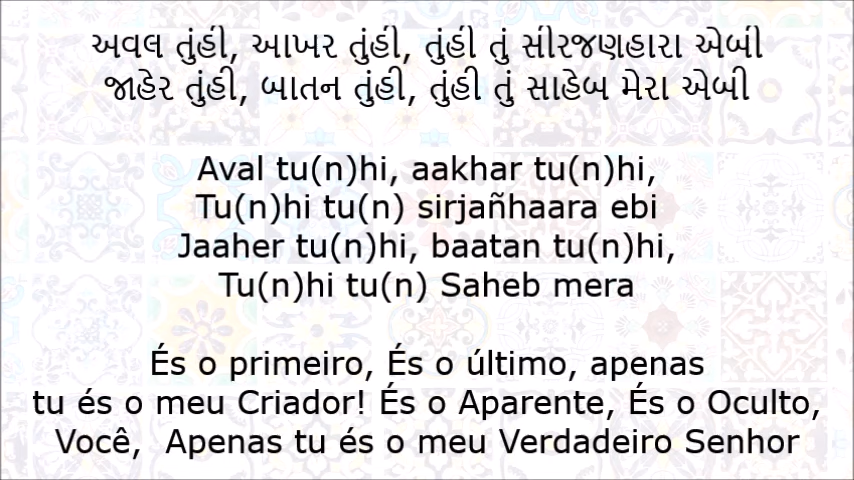 અવલ તુંહી, આખર તુંહી, તુંહી તું સીરજણહારા એબી
જાહેર તુંહી, બાતન તુંહી, તુંહી તું સાહેબ મેરા એબી
Aval tu(n)hi, aakhar tu(n)hi,
Tu(n)hi tu(n) sirjañhaara ebi
Jaaher tu(n)hi, baatan tu(n)hi,
Tu(n)hi tu(n) Saheb mera
És o primeiro, És o último, apenas
tu és o meu Criador! És o Aparente, És o Oculto,
Você,  Apenas tu és o meu Verdadeiro Senhor